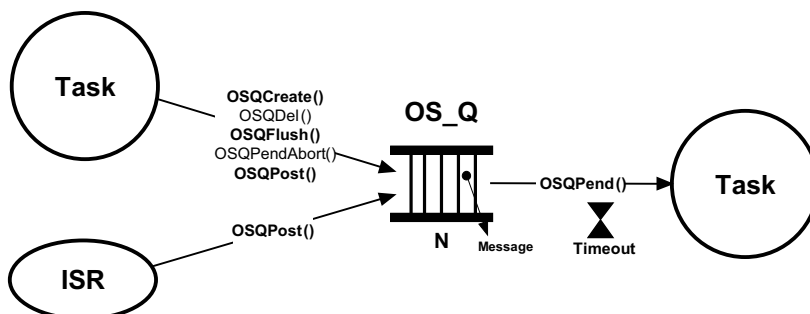 Task
OSQCreate()
OSQDel()
OSQFlush()
OSQPendAbort()
OSQPost()
OS_Q
OSQPend()
Task
Timeout
N
Message
OSQPost()
ISR